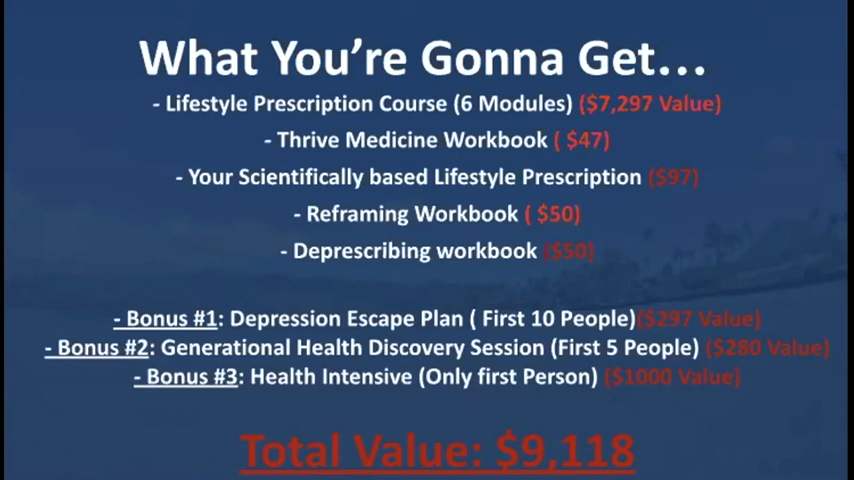 What You're Gonna Get...
- Lifestyle Prescription Course (6 Modules) ($7,297 Value)
- Thrive Medicine Workbook ( $47)
- Your Scientifically based Lifestyle Prescription ($97)
- Reframing Workbook ( $50)
- Deprescribing workbook ($50)
- Bonus #1: Depression Escape Plan ( First 10 People)($297 Value)
- Bonus #2: Generational Health Discovery Session (First 5 People) ($280 Value)
- Bonus #3: Health Intensive (Only first Person) ($1000 Value)
Total Value: $9,118